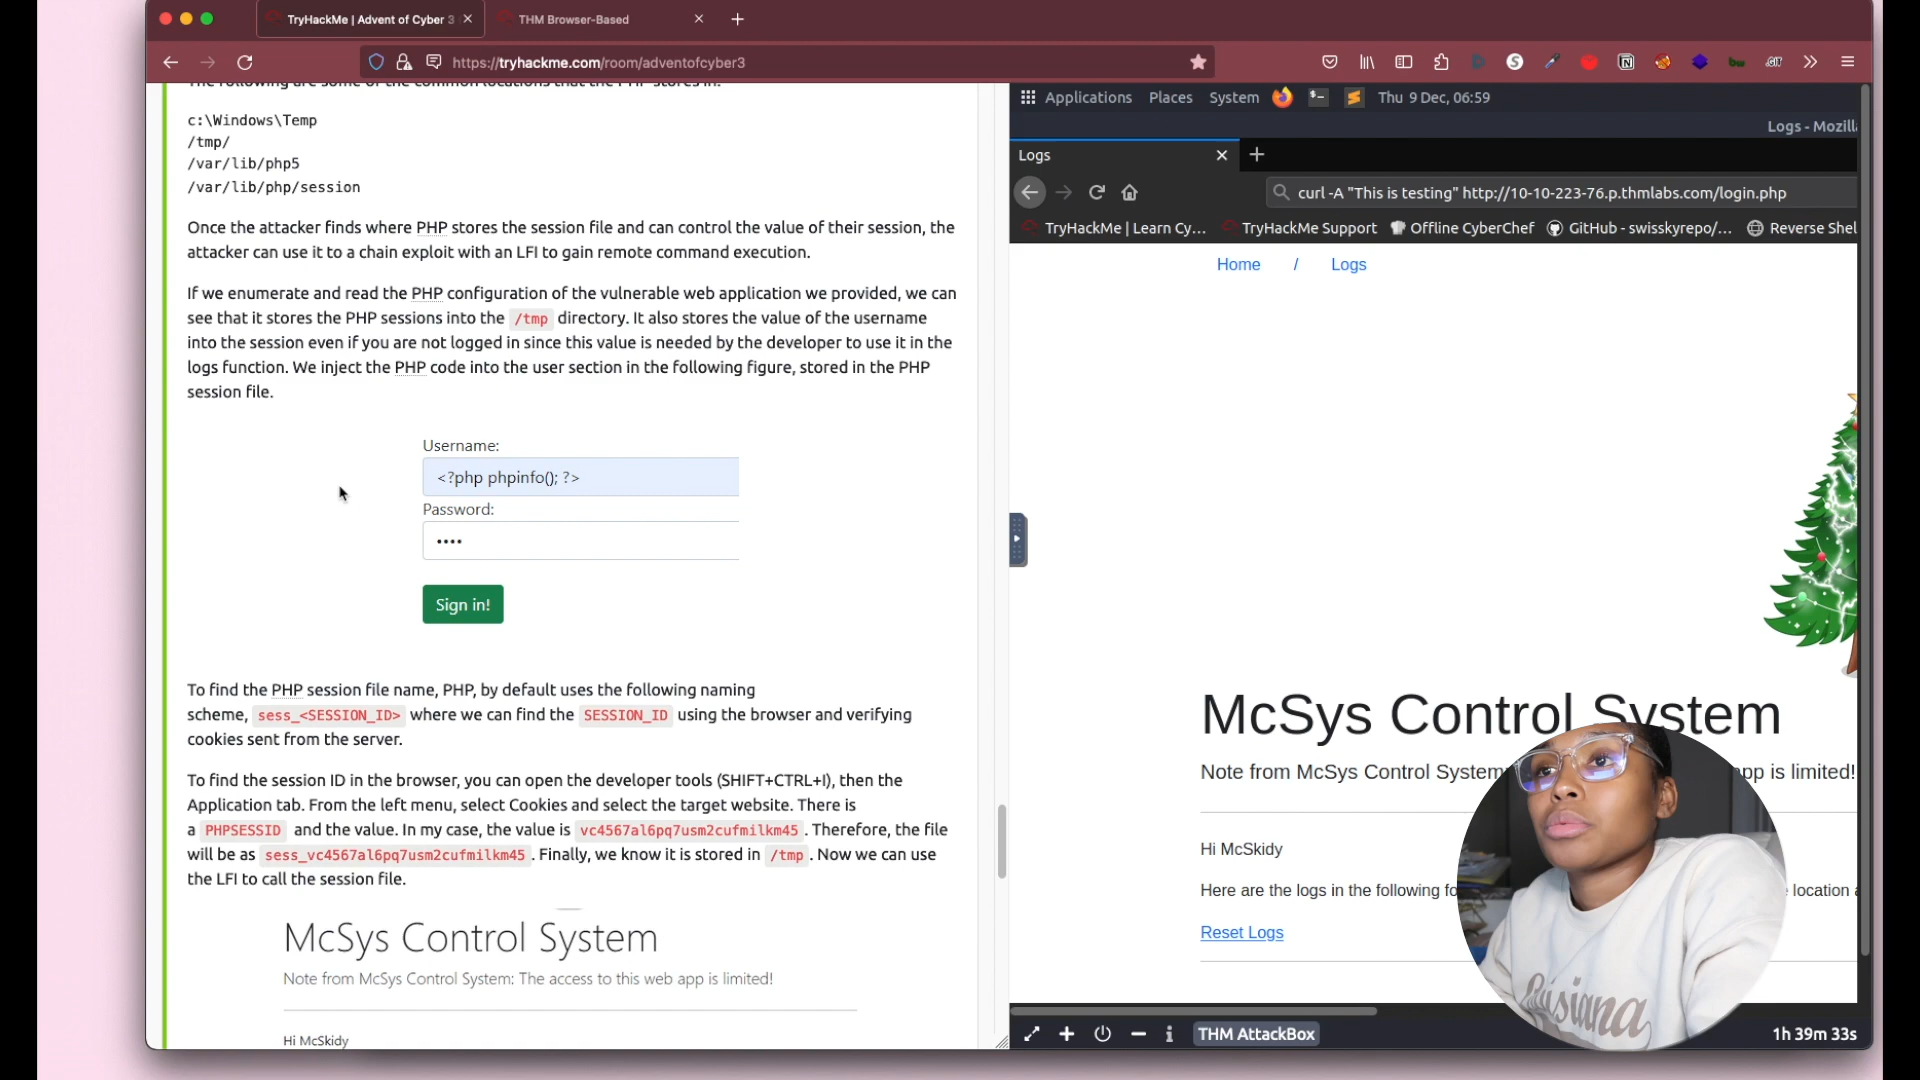 TryHackMe | Advent of Cyber 3
THM Browser-Based
https://tryhackme.com/room/adventofcyber3
The following are some of the common locations that the PHP stores in:
c:\Windows\Temp
/tmp/
/var/lib/php5
/var/lib/php/session
Once the attacker finds where PHP stores the session file and can control the value of their session, the
attacker can use it to a chain exploit with an LFI to gain remote command execution.
If we enumerate and read the PHP configuration of the vulnerable web application we provided, we can
see that it stores the PHP sessions into the /tmp directory. It also stores the value of the username
into the session even if you are not logged in since this value is needed by the developer to use it in the
logs function. We inject the PHP code into the user section in the following figure, stored in the PHP
session file.
Username:
<?php phpinfo(); ?>
Password:
••••
Sign in!
To find the PHP session file name, PHP, by default uses the following naming
scheme, sess_<SESSION_ID> where we can find the SESSION_ID using the browser and verifying
cookies sent from the server.
To find the session ID in the browser, you can open the developer tools (SHIFT+CTRL+I), then the
Application tab. From the left menu, select Cookies and select the target website. There is
a PHPSESSID and the value. In my case, the value is vc4567al6pq7usm2cufmilkm45. Therefore, the file
will be as sess_vc4567al6pq7usm2cufmilkm45. Finally, we know it is stored in /tmp. Now we can use
the LFI to call the session file.
McSys Control System
Note from McSys Control System: The access to this web app is limited!
Hi McSkidy
Applications Places System Thu 9 Dec, 06:59
Logs - Mozill
Logs
curl -A "This is testing" http://10-10-223-76.p.thmlabs.com/login.php
TryHackMe | Learn Cy... TryHackMe Support Offline CyberChef GitHub - swisskyrepo/... Reverse Shel
Home / Logs
McSys Control System
Note from McSys Control System pp is limited!
Hi McSkidy
Here are the logs in the following fo location a
Reset Logs
Louisiana
THM AttackBox
1h 39m 33s